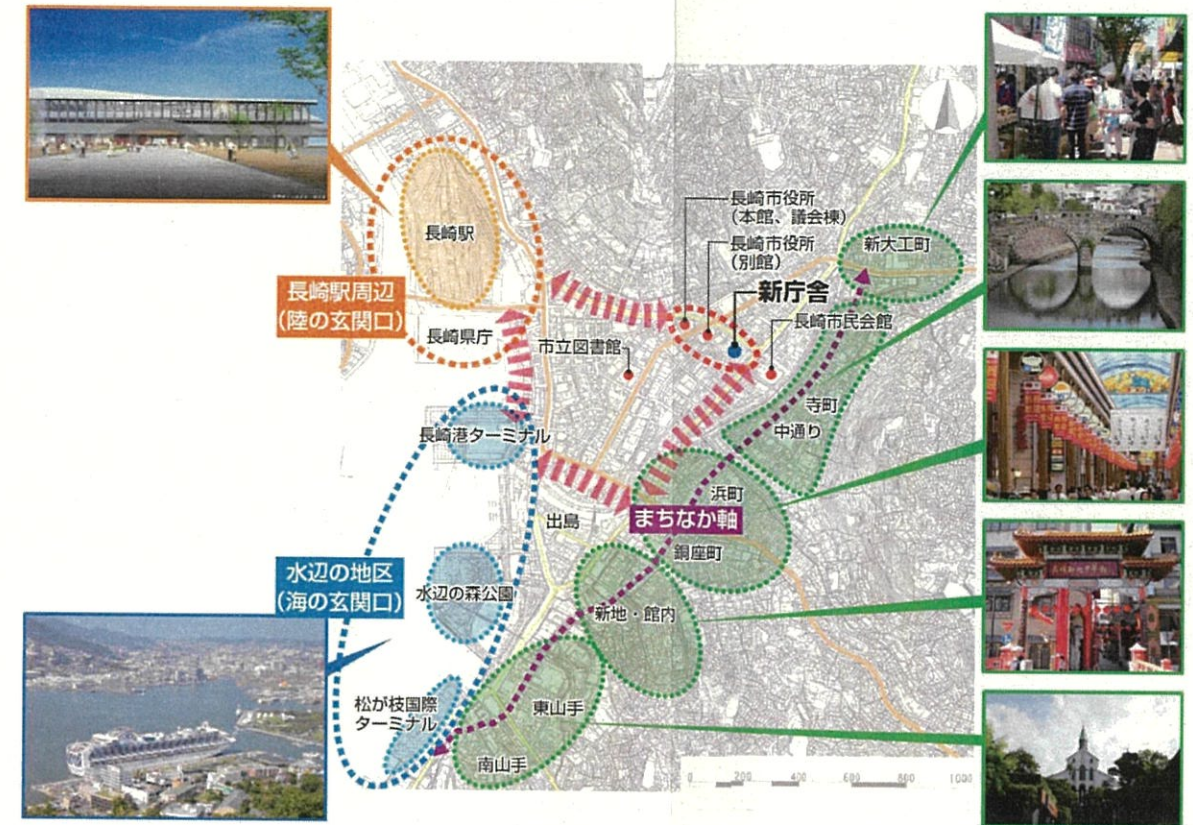 長崎市役所
(本館、議会棟)
長崎駅
長崎市役所
(別館)
新大工町
新庁舎
長崎駅周辺
(陸の玄関口)
長崎県庁
市立図書館
長崎市民会館
寺町
中通り
長崎港ターミナル
浜町
まちなか軸
出島
銅座町
水辺の地区
(海の玄関口)
水辺の森公園
新地・館内
松が枝国際
ターミナル
東山手
南山手
0 200 400 600 800 1000